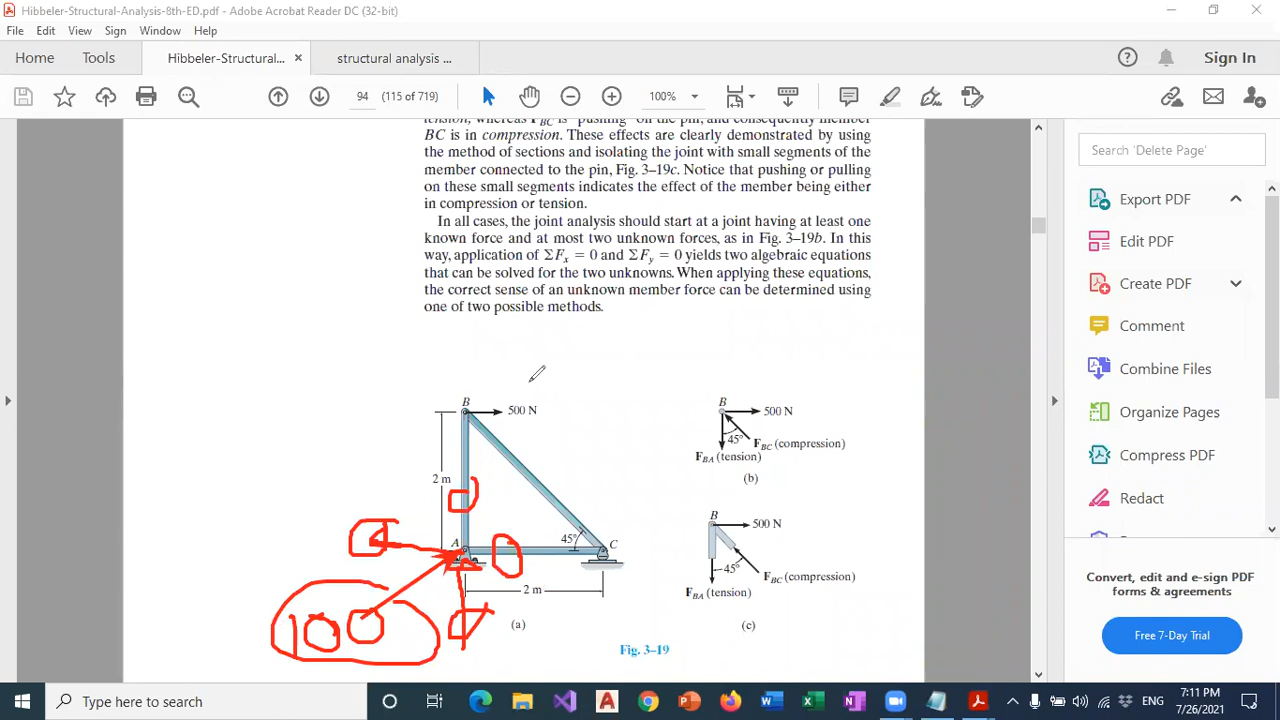 Hibbeler-Structural-Analysis-8th-ED.pdf - Adobe Acrobat Reader DC (32-bit)
File Edit View Sign Window Help
Home Tools Hibbeler-Structural... × structural analysis ... Sign In
94 (115 of 719) 100%
BC is in compression. These effects are clearly demonstrated by using
the method of sections and isolating the joint with small segments of the
member connected to the pin, Fig. 3–19c. Notice that pushing or pulling
on these small segments indicates the effect of the member being either
in compression or tension.
In all cases, the joint analysis should start at a joint having at least one
known force and at most two unknown forces, as in Fig. 3–19b. In this
way, application of ΣFx = 0 and ΣFy = 0 yields two algebraic equations
that can be solved for the two unknowns. When applying these equations,
the correct sense of an unknown member force can be determined using
one of two possible methods.
B
500 N
2 m
A
45°
C
2 m
(a)
100
B
500 N
45°
FBC (compression)
FBA (tension)
(b)
B
500 N
45°
FBC (compression)
FBA (tension)
(c)
Fig. 3–19
Search 'Delete Page'
Export PDF
Edit PDF
Create PDF
Comment
Combine Files
Organize Pages
Compress PDF
Redact
Convert, edit and e-sign PDF
forms & agreements
Free 7-Day Trial
Type here to search
ENG
7:11 PM
7/26/2021